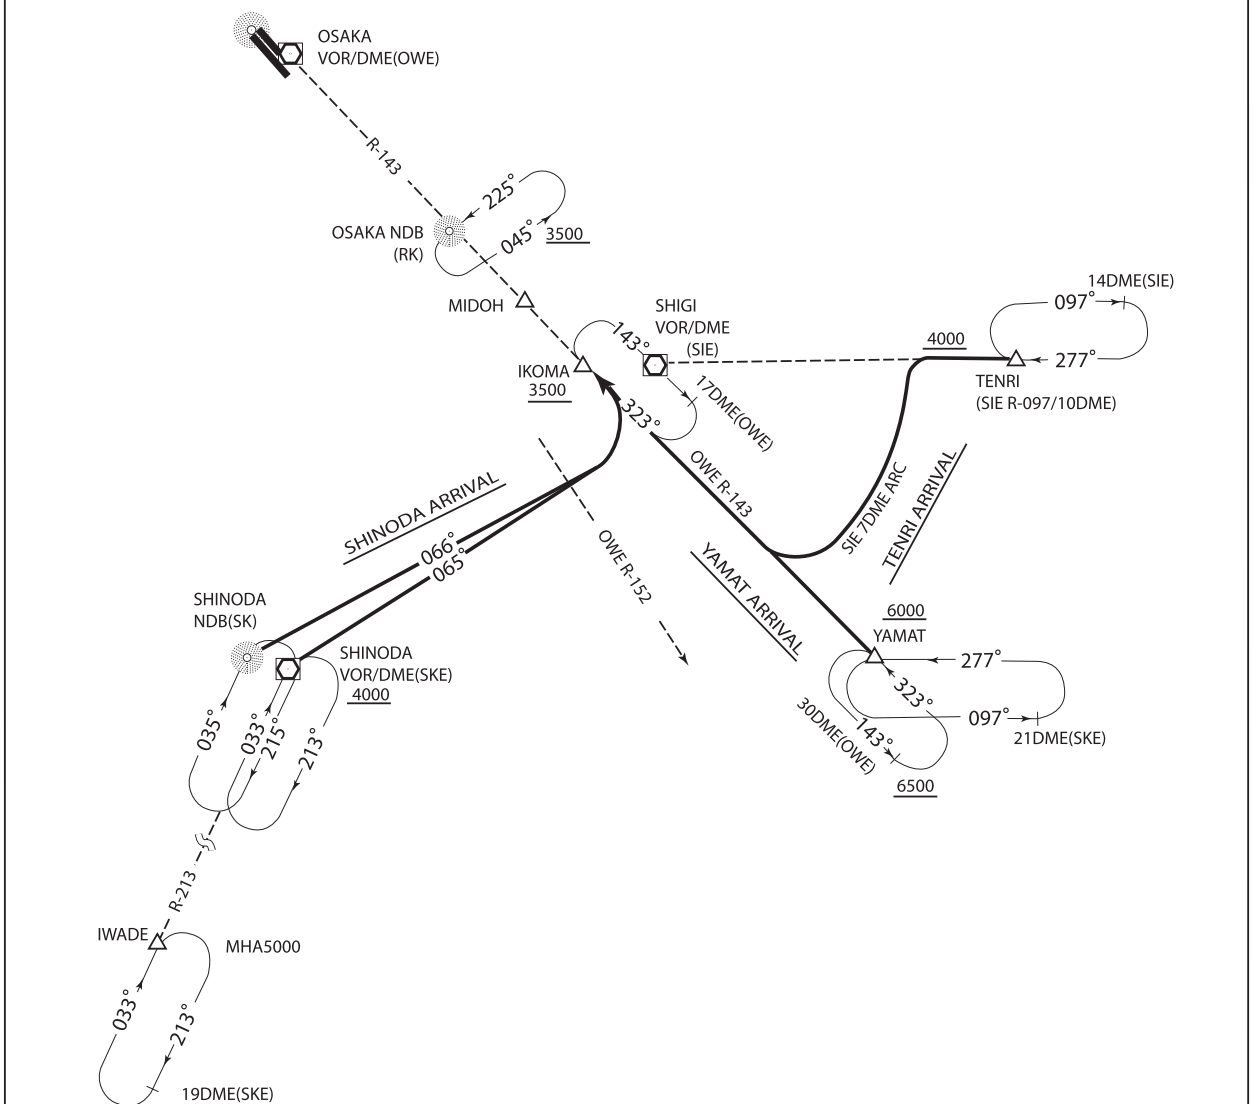 OSAKA
VOR/DME(OWE)
R-143
225°
045°
3500
OSAKA NDB
(RK)
MIDOH
SHIGI
VOR/DME
(SIE)
143°
IKOMA
3500
323°
17DME(OWE)
14DME(SIE)
097°
277°
4000
TENRI
(SIE R-097/10DME)
OWE R-143
SIE 7DME ARC
TENRI ARRIVAL
SHINODA ARRIVAL
066°
065°
OWE R-152
YAMAT ARRIVAL
6000
YAMAT
277°
323°
097°
21DME(SKE)
143°
30DME(OWE)
6500
SHINODA
NDB(SK)
SHINODA
VOR/DME(SKE)
4000
035°
033°
215°
213°
R-213
IWADE
MHA5000
033°
213°
19DME(SKE)